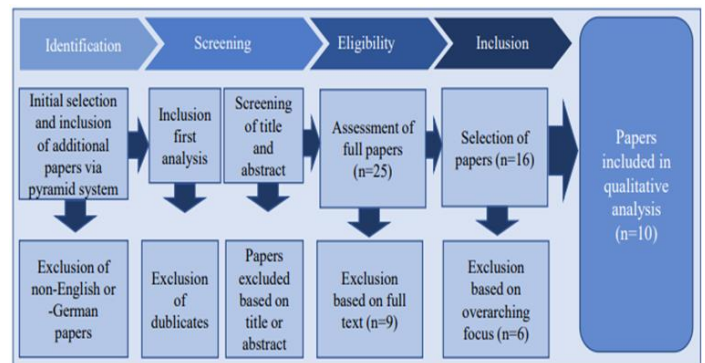 Identification
Screening
Eligibility
Inclusion
Initial selection
and inclusion
of additional
papers via
pyramid system
Inclusion
first
analysis
Screening
of title
and
abstract
Assessment of
full papers
(n=25)
Selection of
papers (n=16)
Papers
included in
qualitative
analysis
(n=10)
Exclusion of
non-English or
-German
papers
Exclusion
of
dublicates
Papers
excluded
based on
title or
abstract
Exclusion
based on full
text (n=9)
Exclusion
based on
overarching
focus (n=6)